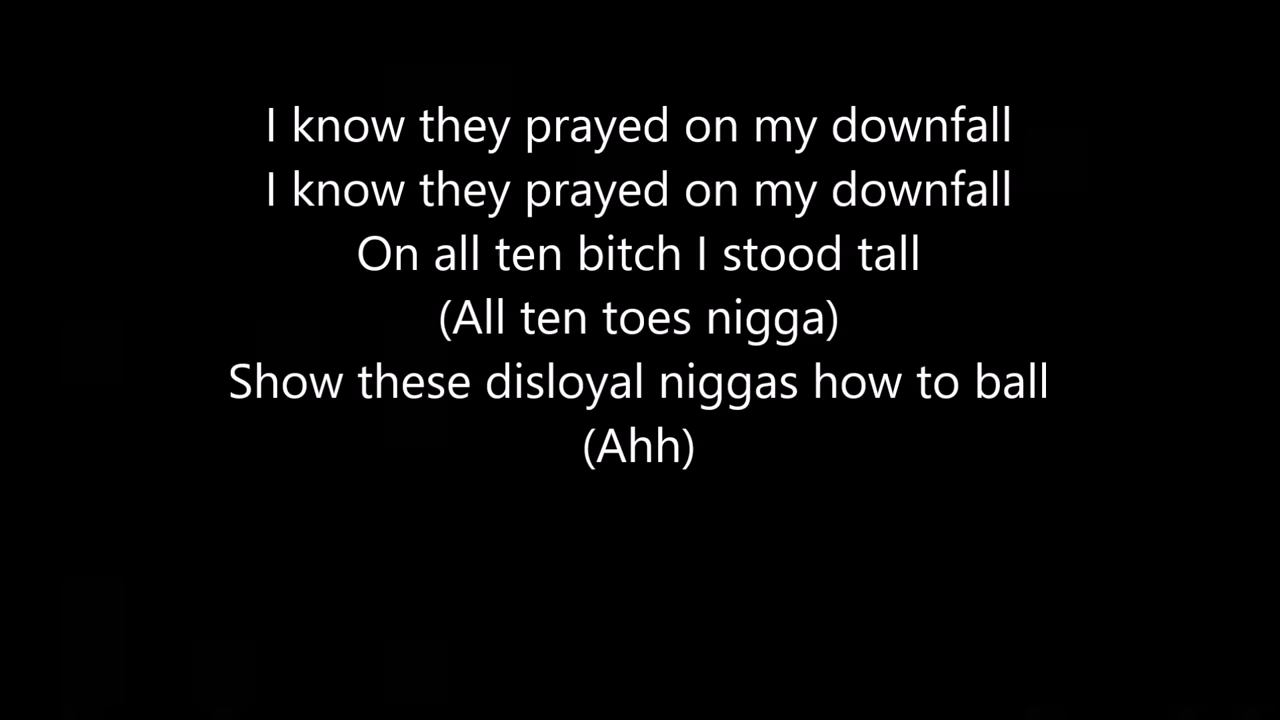 I know they prayed on my downfall
I know they prayed on my downfall
On all ten bitch I stood tall
(All ten toes nigga)
Show these disloyal niggas how to ball
(Ahh)